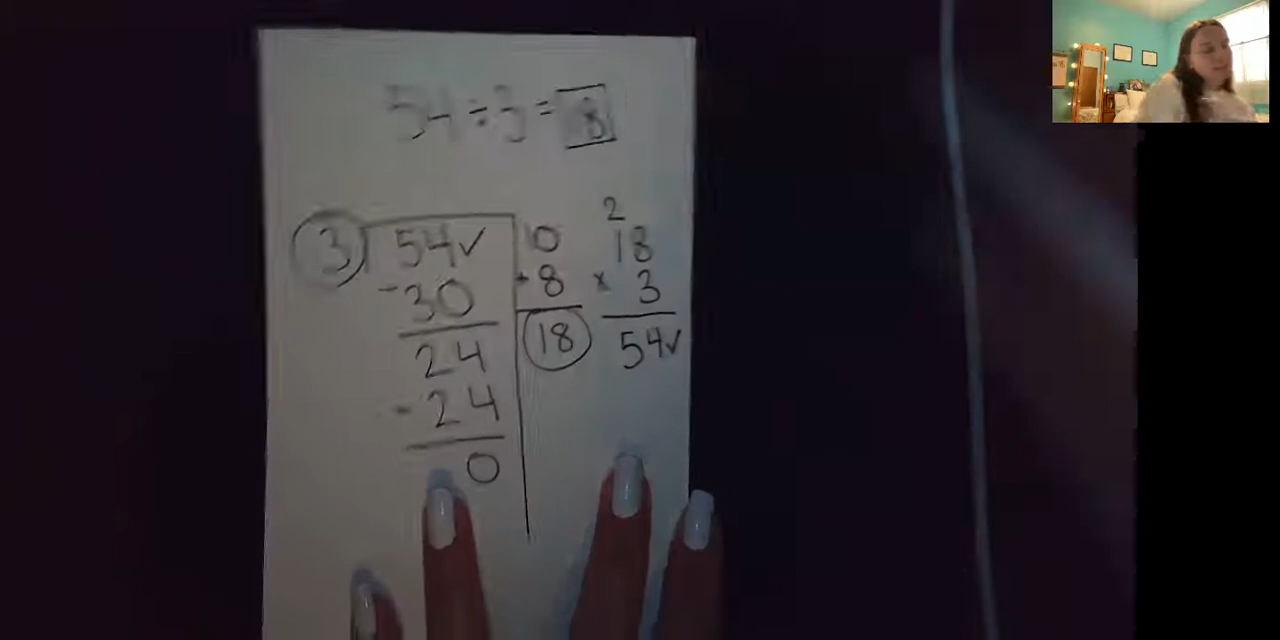 54 ÷ 3 = 18
2
3 54✓ 10 18
-30 +8 x 3
24 18 54✓
-24
0